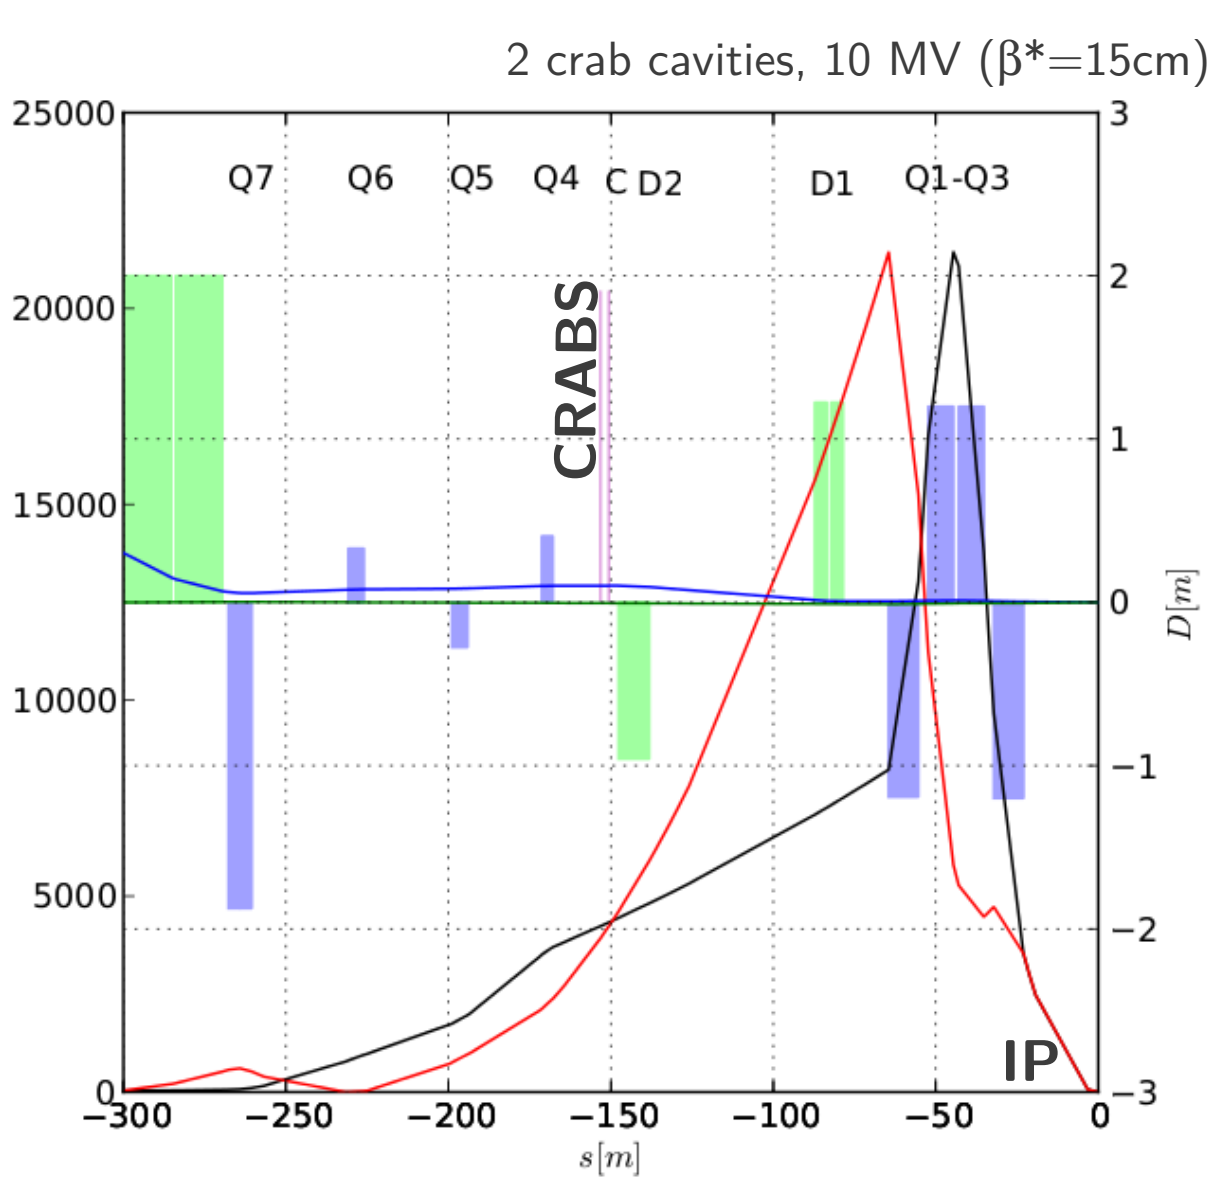 2 crab cavities, 10 MV (β*=15cm)
25000
20000
15000
10000
5000
0
3
2
1
0
−1
−2
−3
Q7 Q6 Q5 Q4 C D2 D1 Q1-Q3
CRABS
IP
D[m]
−300 −250 −200 −150 −100 −50 0
s[m]